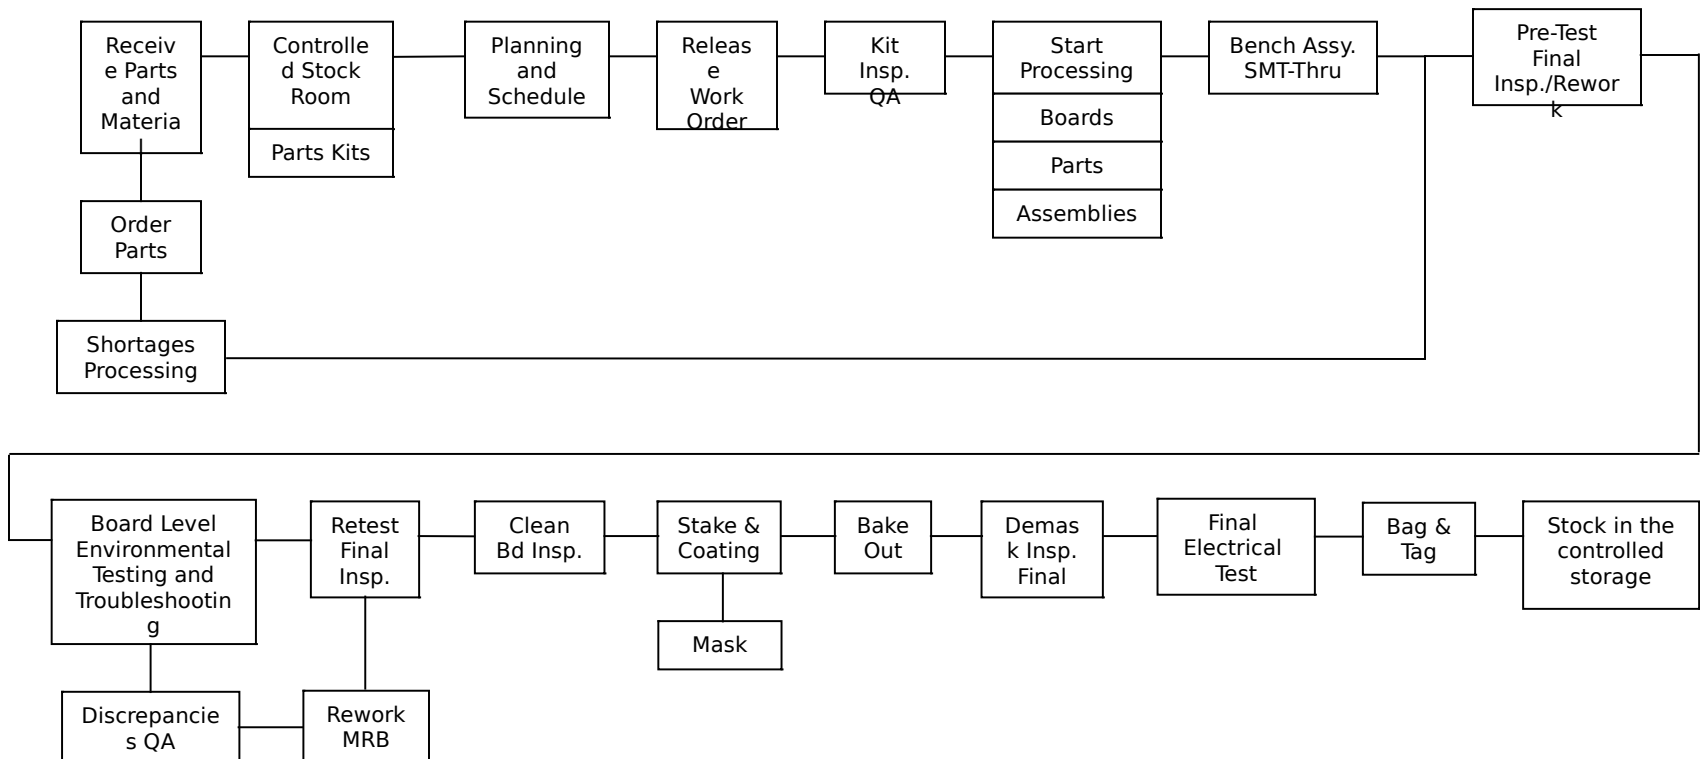 Receiv
e Parts
and
Materia
Controlle
d Stock
Room
Parts Kits
Planning
and
Schedule
Releas
e
Work
Order
Kit
Insp.
QA
Start
Processing
Boards
Parts
Assemblies
Bench Assy.
SMT-Thru
Pre-Test
Final
Insp./Rewor
k
Order
Parts
Shortages
Processing
Board Level
Environmental
Testing and
Troubleshootin
g
Retest
Final
Insp.
Clean
Bd Insp.
Stake &
Coating
Mask
Bake
Out
Demas
k Insp.
Final
Final
Electrical
Test
Bag &
Tag
Stock in the
controlled
storage
Discrepancie
s QA
Rework
MRB